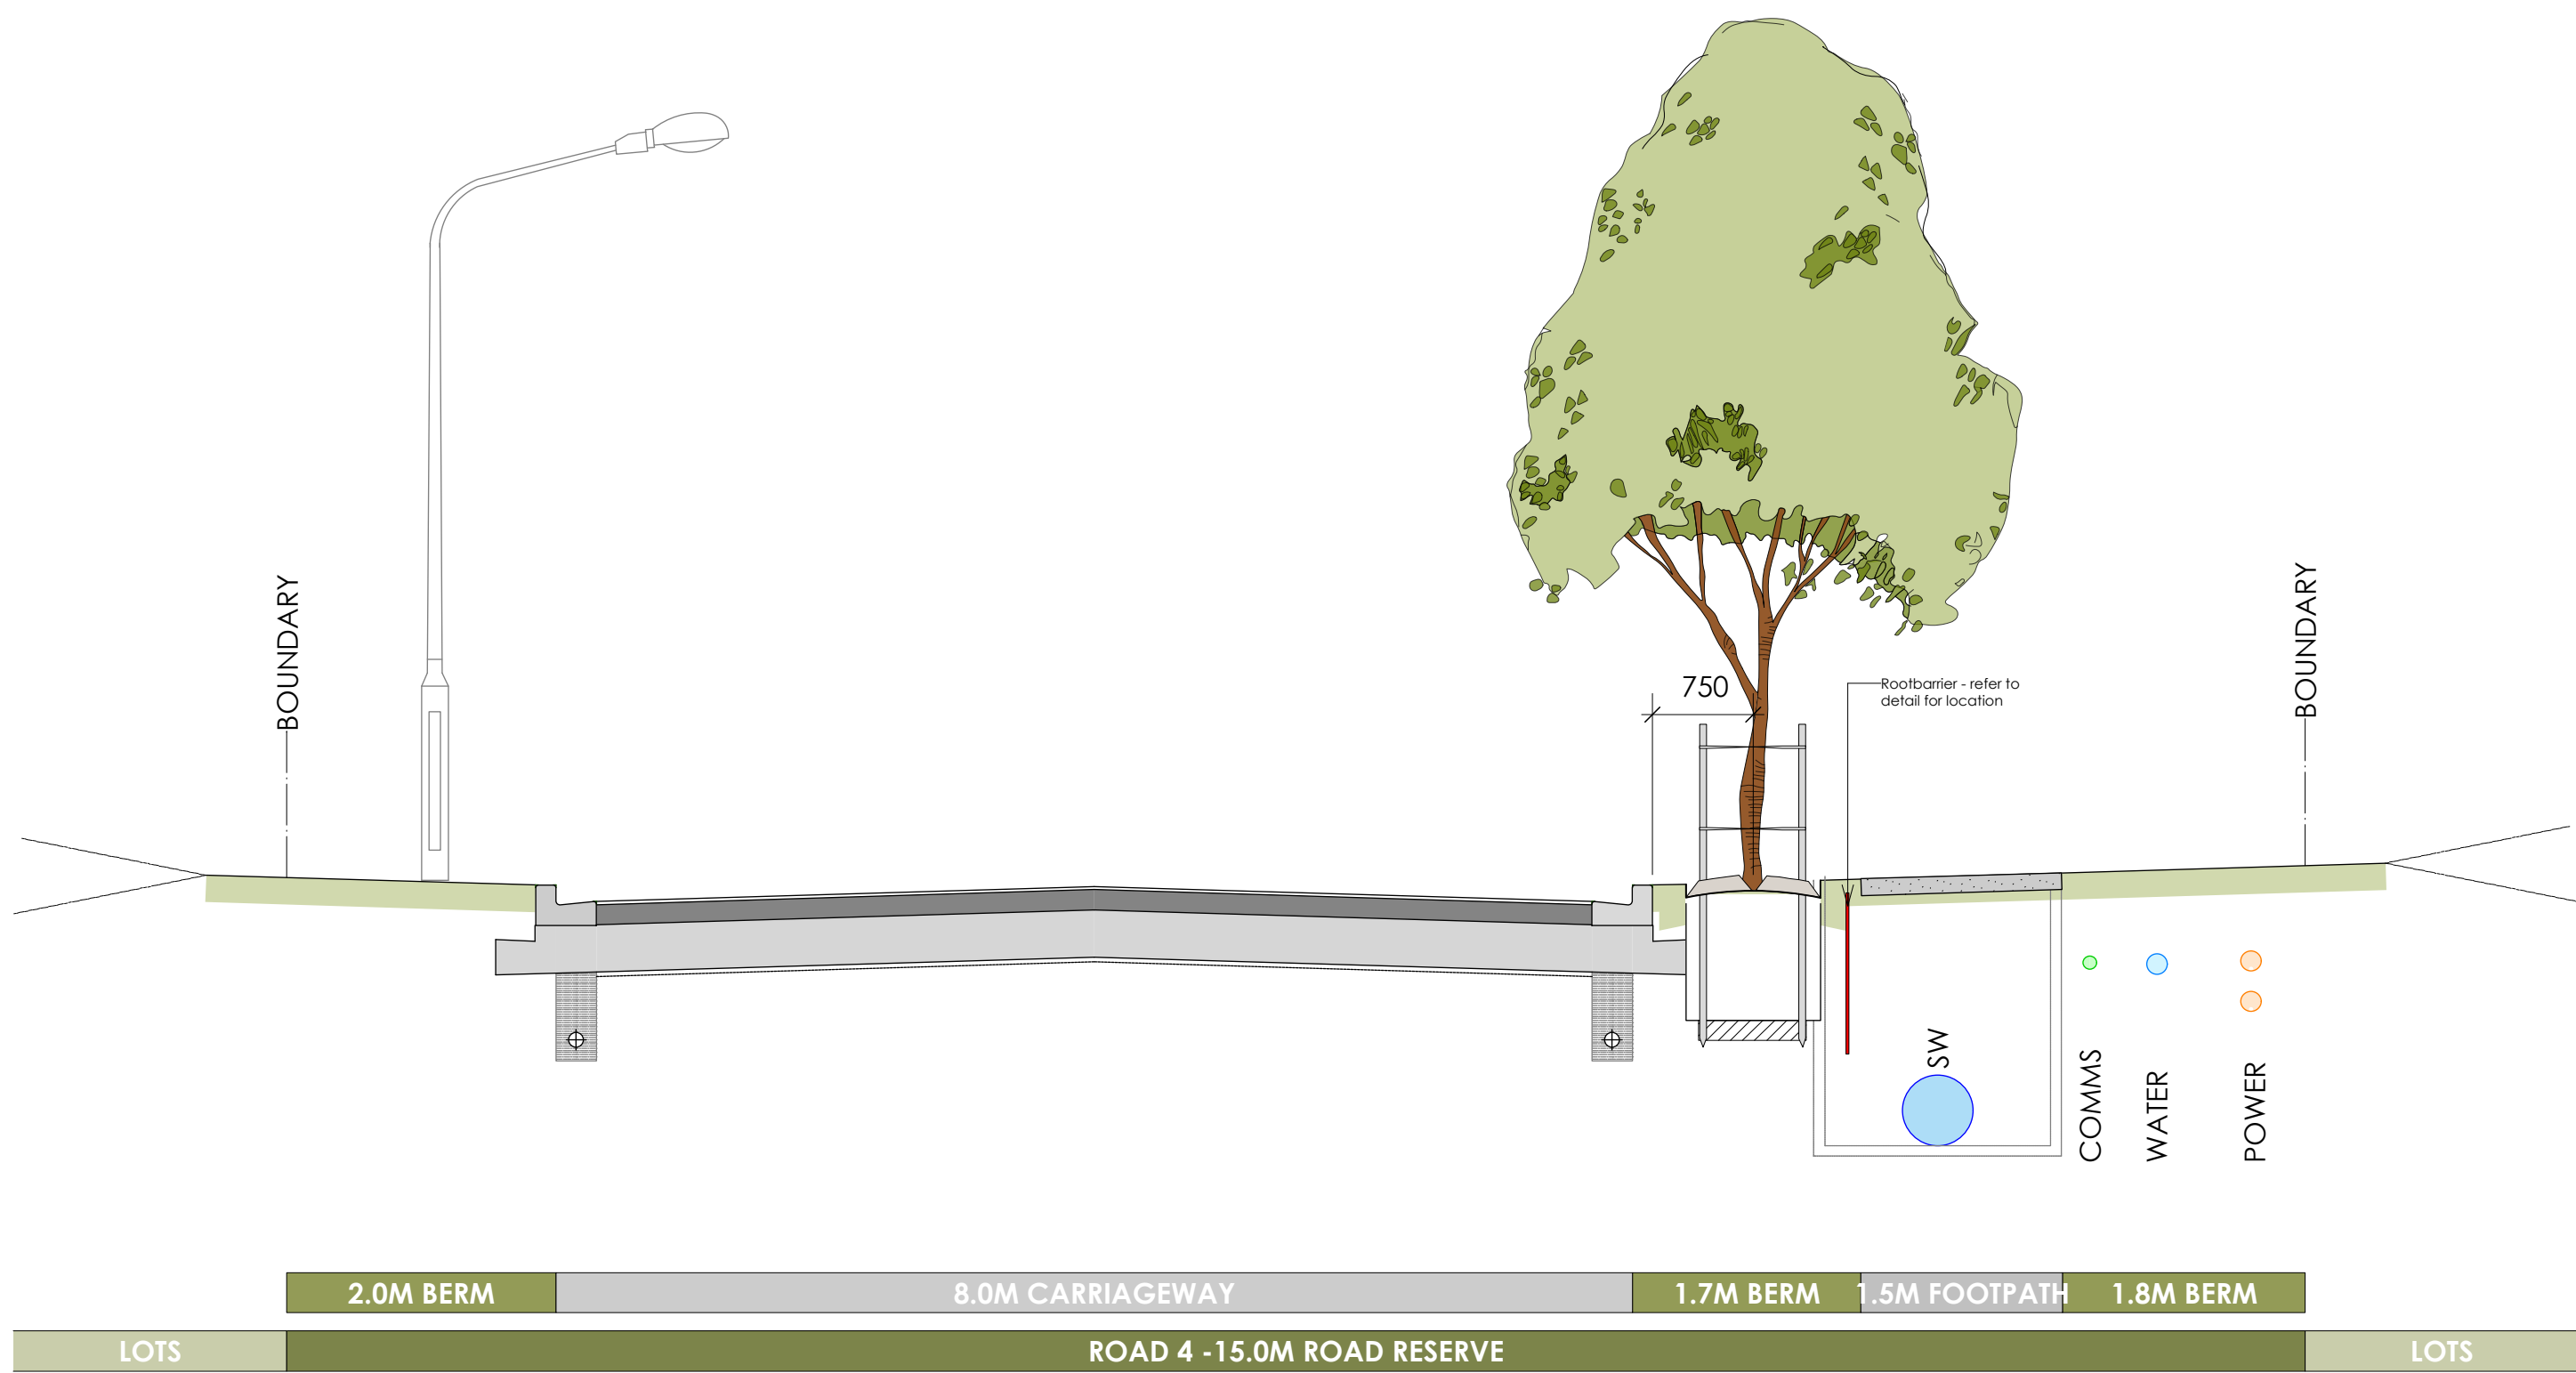 BOUNDARY
BOUNDARY
750
Rootbarrier - refer to
detail for location
SW
COMMS
WATER
POWER
2.0M BERM
8.0M CARRIAGEWAY
1.7M BERM
1.5M FOOTPATH
1.8M BERM
LOTS
ROAD 4 -15.0M ROAD RESERVE
LOTS